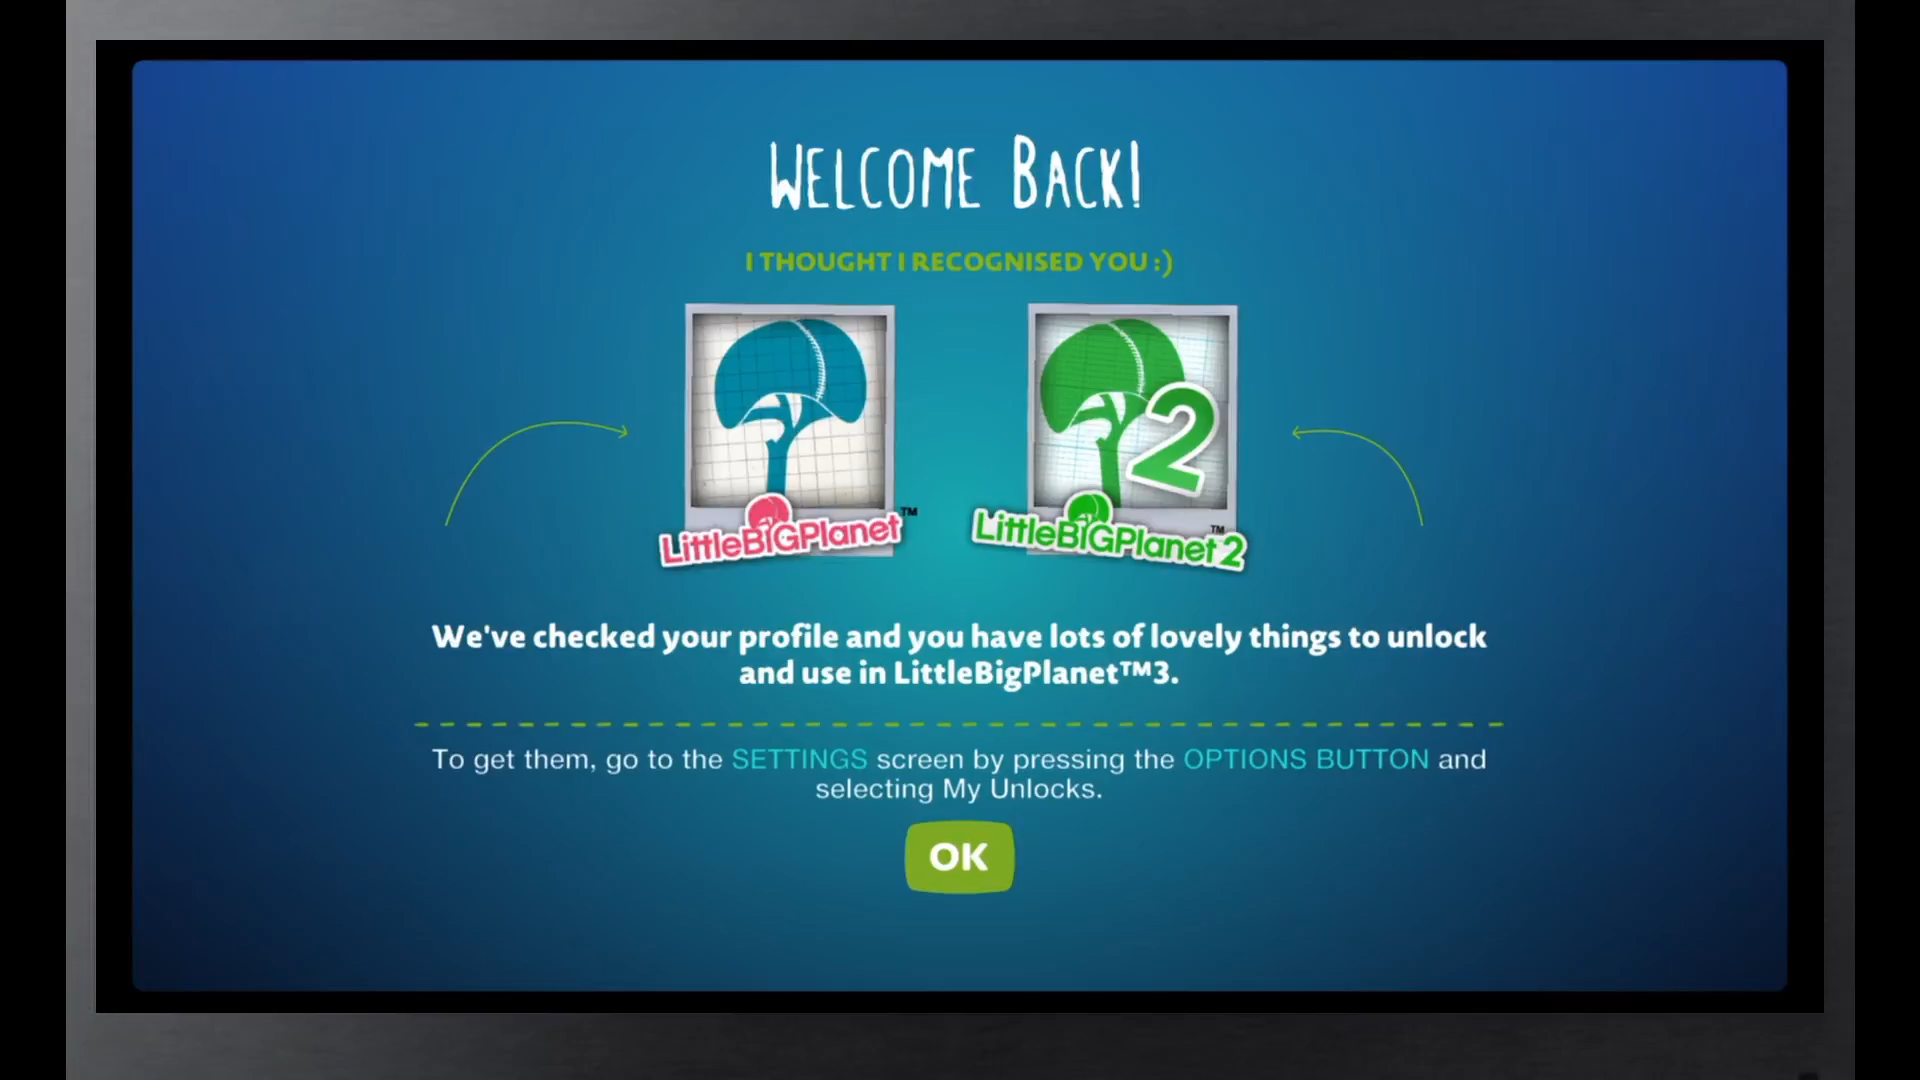 WELCOME BACK!
I THOUGHT I RECOGNISED YOU :)
2
LittleBIGPlanet™
LittleBIGPlanet 2™
We've checked your profile and you have lots of lovely things to unlock
and use in LittleBigPlanet™3.
To get them, go to the SETTINGS screen by pressing the OPTIONS BUTTON and
selecting My Unlocks.
OK